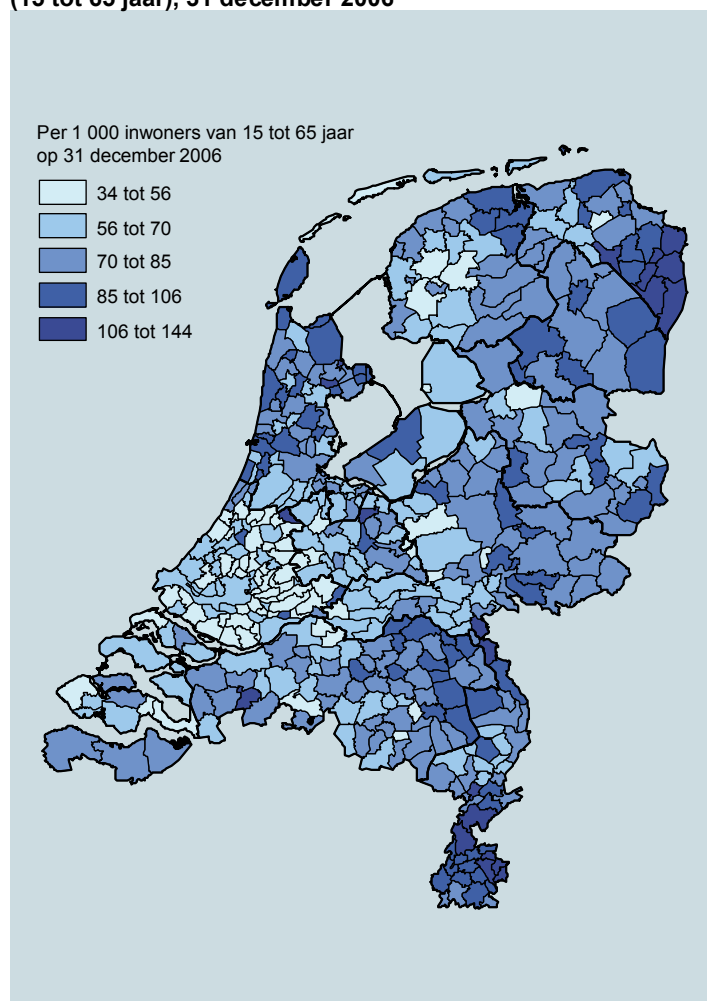 (15 tot 65 jaar), 31 december 2006
Per 1 000 inwoners van 15 tot 65 jaar
op 31 december 2006
34 tot 56
56 tot 70
70 tot 85
85 tot 106
106 tot 144